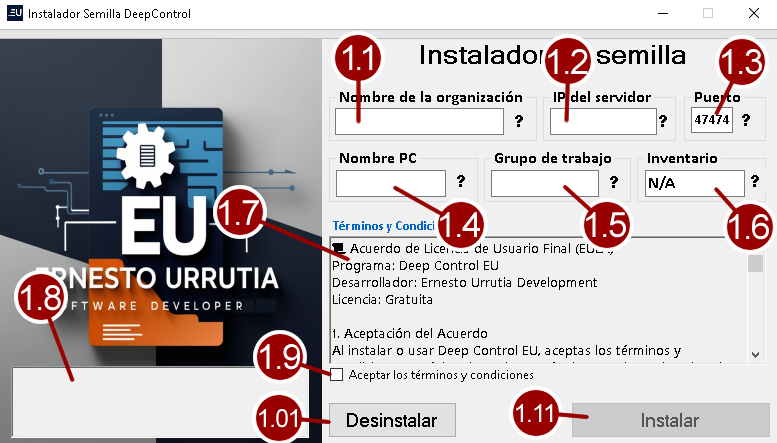 EU Instalador Semilla DeepControl
Instalador semilla
1.1
1.2
1.3
Nombre de la organización
IP del servidor
Puerto
?
?
47474 ?
Nombre PC
Grupo de trabajo
Inventario
?
?
N/A ?
1.4
1.5
1.6
1.7
Términos y
Acuerdo de Licencia de Usuario Final
Programa: Deep Control EU
Desarrollador: Ernesto Urrutia Development
Licencia: Gratuita
1. Aceptación del Acuerdo
Al instalar o usar Deep Control EU, aceptas los términos y
EU
ERNESTO URRUTIA
SOFTWARE DEVELOPER
1.8
1.9
Aceptar los términos y condiciones
1.01
Desinstalar
1.11
Instalar